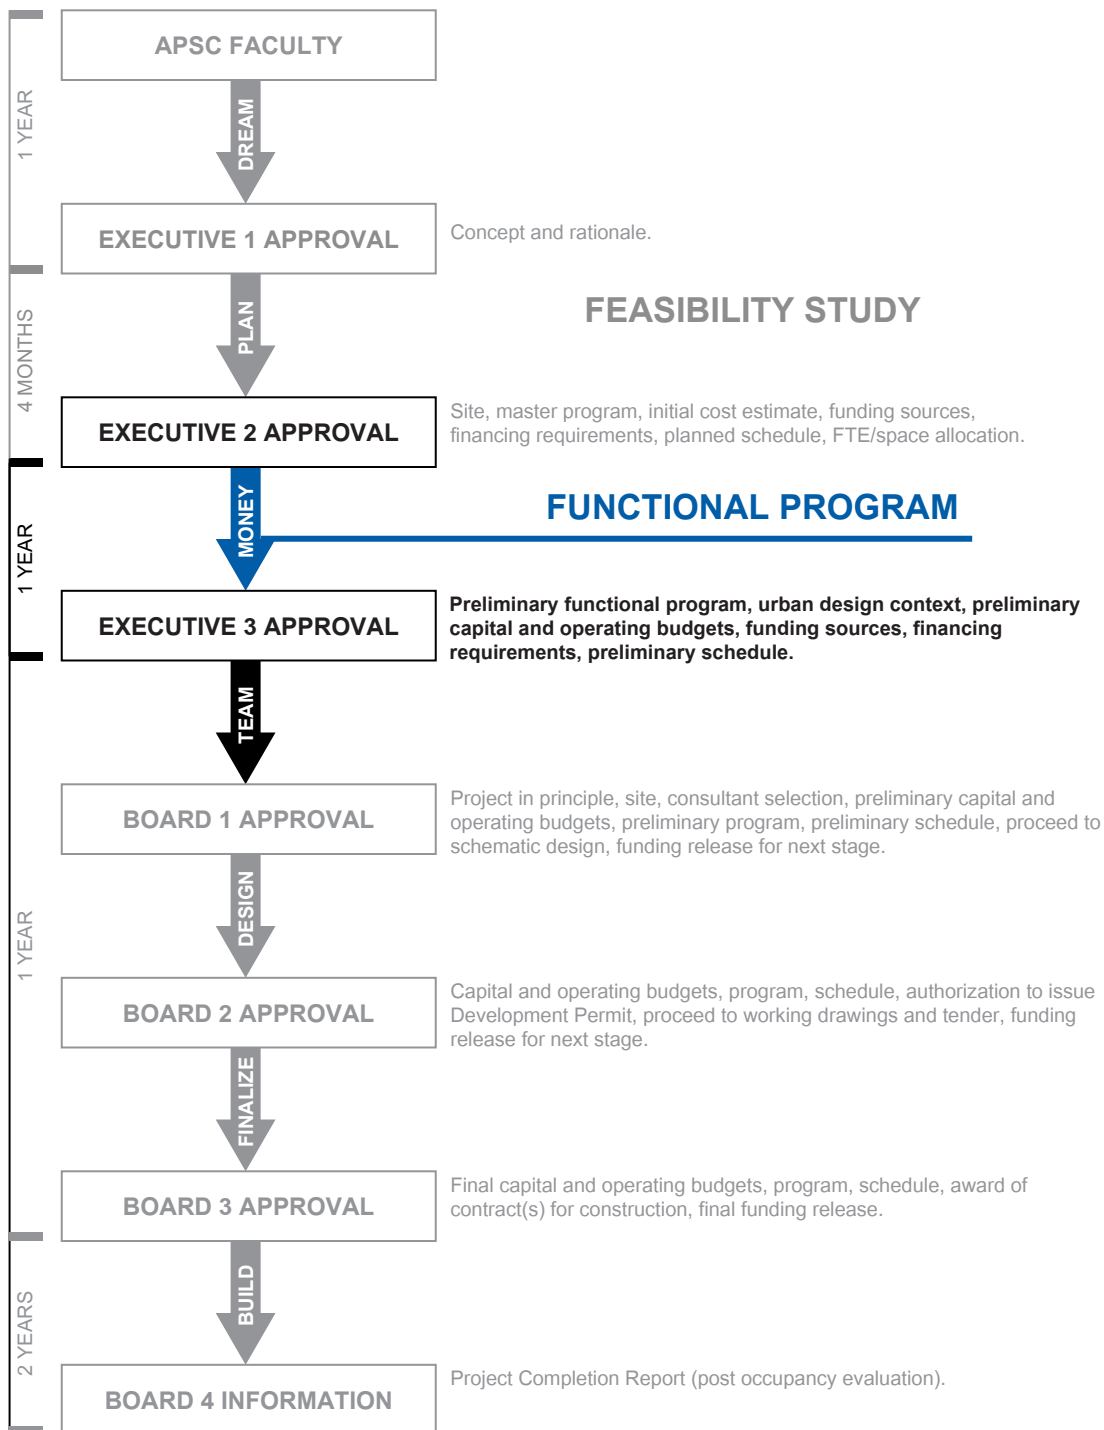 APSC FACULTY
1 YEAR
DREAM
EXECUTIVE 1 APPROVAL
Concept and rationale.
4 MONTHS
PLAN
FEASIBILITY STUDY
EXECUTIVE 2 APPROVAL
Site, master program, initial cost estimate, funding sources,
financing requirements, planned schedule, FTE/space allocation.
1 YEAR
MONEY
FUNCTIONAL PROGRAM
EXECUTIVE 3 APPROVAL
Preliminary functional program, urban design context, preliminary
capital and operating budgets, funding sources, financing
requirements, preliminary schedule.
TEAM
BOARD 1 APPROVAL
Project in principle, site, consultant selection, preliminary capital and
operating budgets, preliminary program, preliminary schedule, proceed to
schematic design, funding release for next stage.
1 YEAR
DESIGN
BOARD 2 APPROVAL
Capital and operating budgets, program, schedule, authorization to issue
Development Permit, proceed to working drawings and tender, funding
release for next stage.
FINALIZE
BOARD 3 APPROVAL
Final capital and operating budgets, program, schedule, award of
contract(s) for construction, final funding release.
2 YEARS
BUILD
BOARD 4 INFORMATION
Project Completion Report (post occupancy evaluation).